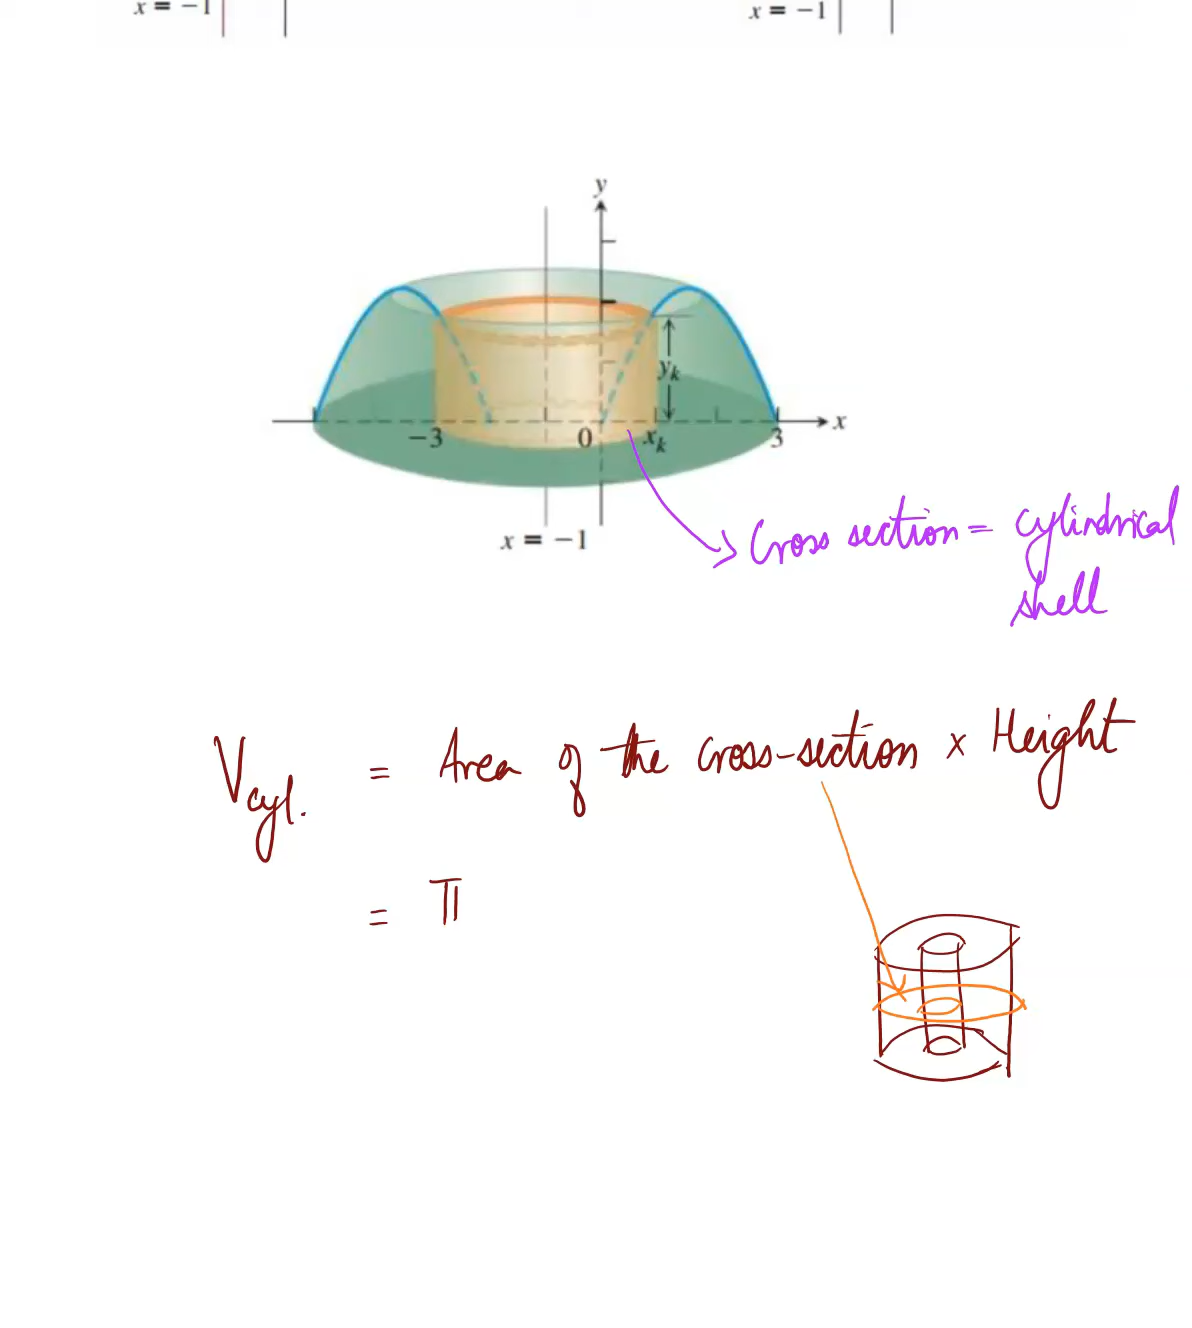 x = −1 x = −1
y
y_k
−3 0 x_k 3 x
x = −1
Cross section = cylindrical
shell
V_cyl. = Area of the cross-section × Height
= π